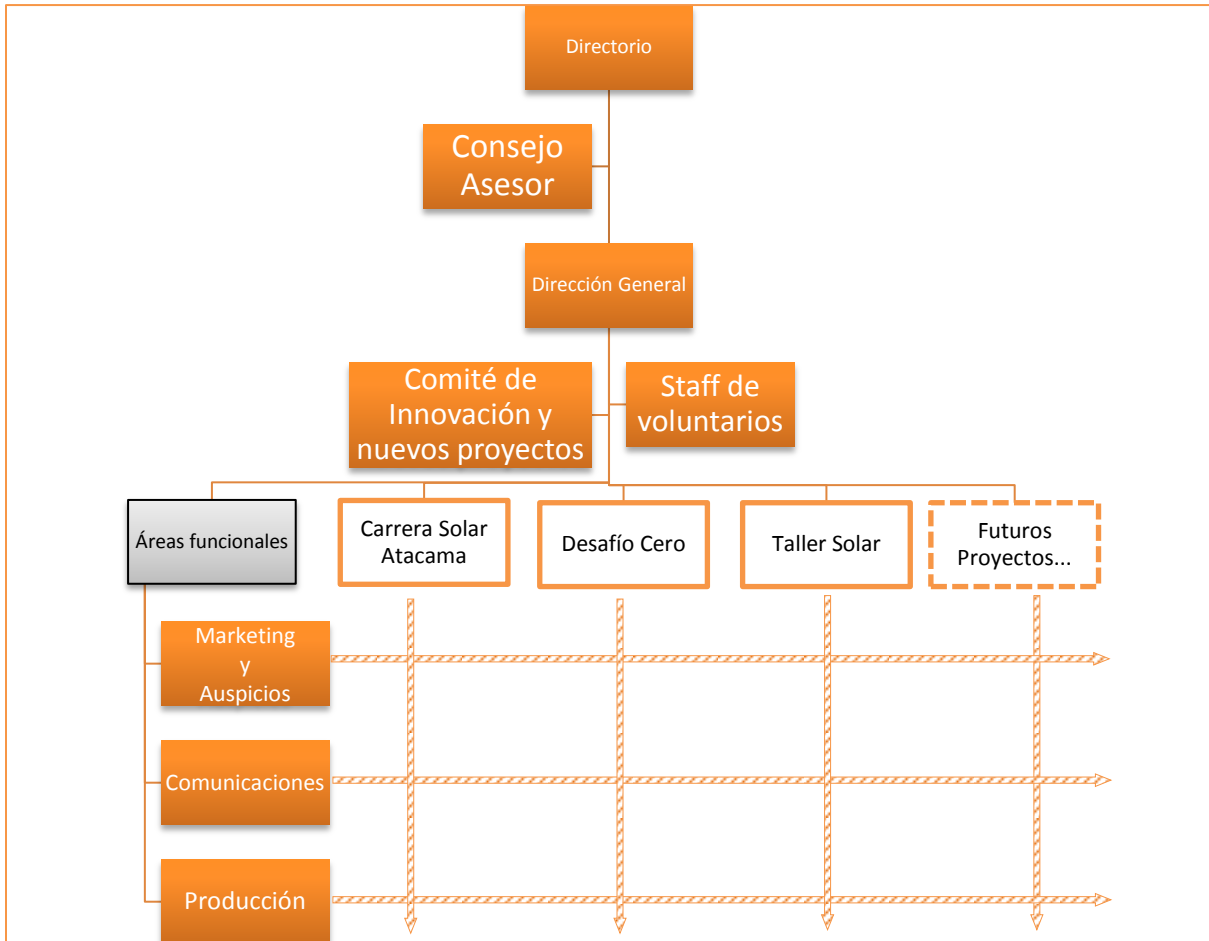 Directorio
Consejo
Asesor
Dirección General
Comité de
Innovación y
nuevos proyectos
Staff de
voluntarios
Áreas funcionales
Carrera Solar
Atacama
Desafío Cero
Taller Solar
Futuros
Proyectos...
Marketing
y
Auspicios
Comunicaciones
Producción